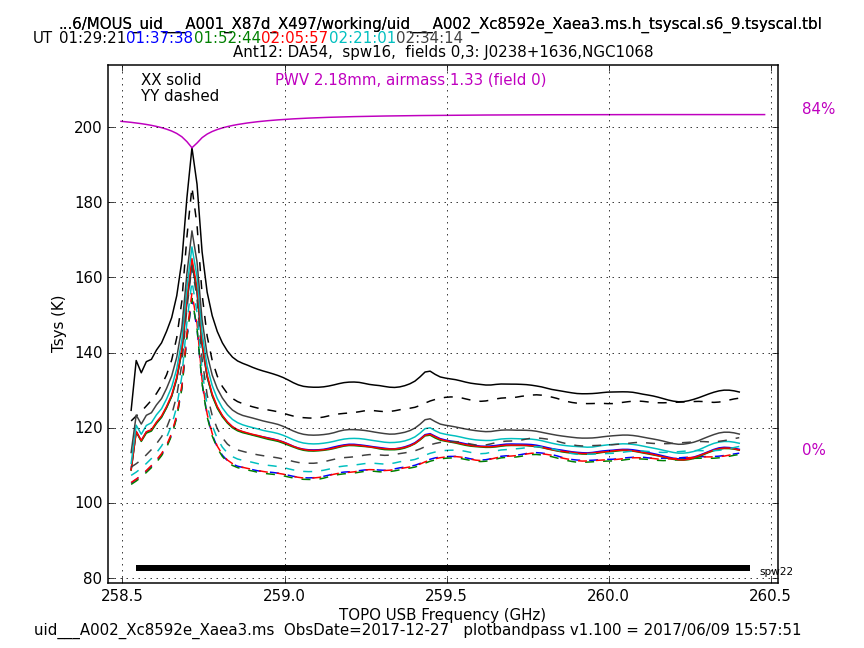 ...6/MOUS_uid___A001_X87d_X497/working/uid___A002_Xc8592e_Xaea3.ms.h_tsyscal.s6_9.tsyscal.tbl
UT 01:29:21 01:37:38 01:52:44 02:05:57 02:21:01 02:34:14
Ant12: DA54, spw16, fields 0,3: J0238+1636,NGC1068
XX solid
YY dashed
PWV 2.18mm, airmass 1.33 (field 0)
84%
0%
Tsys (K)
200
180
160
140
120
100
80
spw22
258.5 259.0 259.5 260.0 260.5
TOPO USB Frequency (GHz)
uid___A002_Xc8592e_Xaea3.ms ObsDate=2017-12-27 plotbandpass v1.100 = 2017/06/09 15:57:51